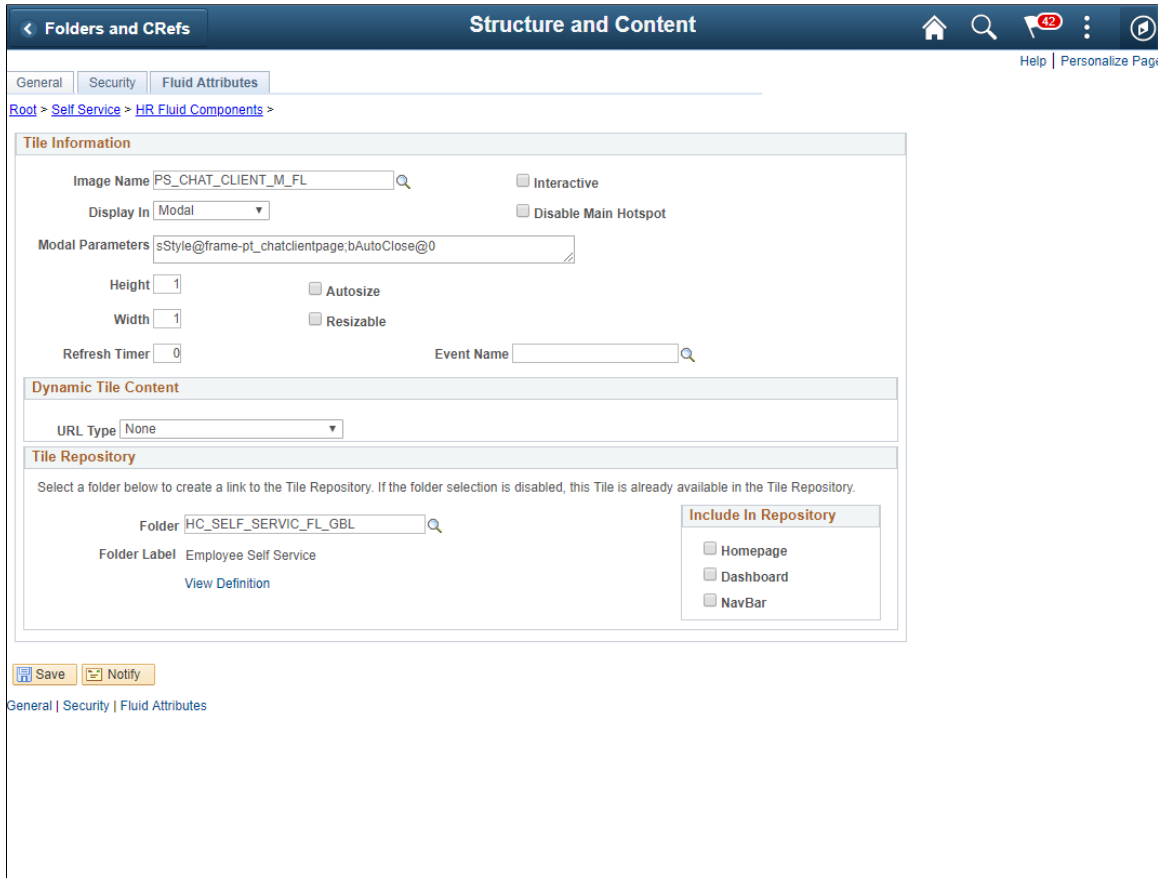 Folders and CRefs
Structure and Content
42
Help | Personalize Page
General Security Fluid Attributes
Root > Self Service > HR Fluid Components >
Tile Information
Image Name PS_CHAT_CLIENT_M_FL
Interactive
Display In Modal
Disable Main Hotspot
Modal Parameters sStyle@frame-pt_chatclientpage;bAutoClose@0
Height 1
Autosize
Width 1
Resizable
Refresh Timer 0
Event Name
Dynamic Tile Content
URL Type None
Tile Repository
Select a folder below to create a link to the Tile Repository. If the folder selection is disabled, this Tile is already available in the Tile Repository.
Folder HC_SELF_SERVIC_FL_GBL
Folder Label Employee Self Service
View Definition
Include In Repository
Homepage
Dashboard
NavBar
Save Notify
General | Security | Fluid Attributes